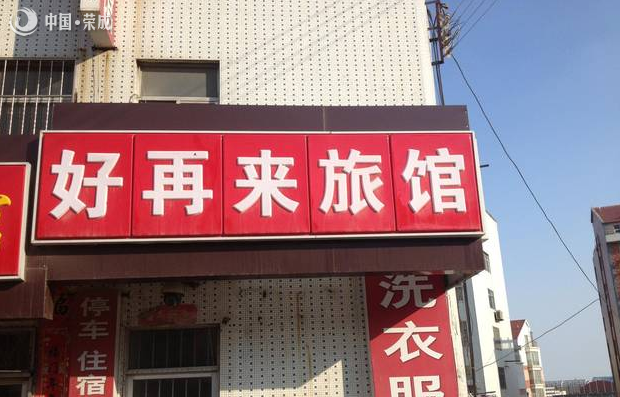 中国·荣成
好再来旅馆
停车住宿
洗衣服